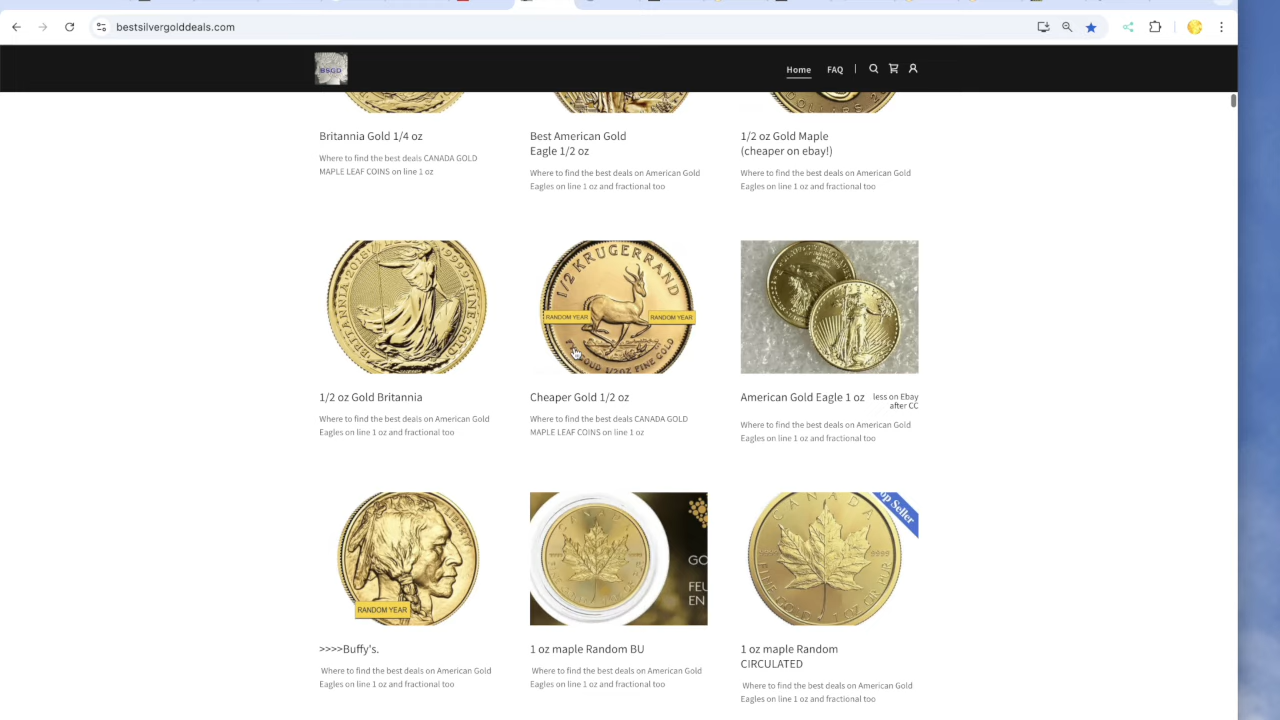 bestsilvergolddeals.com
BSGD
Home
FAQ
DOLLARS
Britannia Gold 1/4 oz
Where to find the best deals CANADA GOLD
MAPLE LEAF COINS on line 1 oz
Best American Gold
Eagle 1/2 oz
Where to find the best deals on American Gold
Eagles on line 1 oz and fractional too
1/2 oz Gold Maple
(cheaper on ebay!)
Where to find the best deals on American Gold
Eagles on line 1 oz and fractional too
BRITANNIA 2018 999.9 FINE GOLD
1/2 KRUGERRAND
RANDOM YEAR
RANDOM YEAR
1/2OZ FINE GOLD
1/2 oz Gold Britannia
Where to find the best deals on American Gold
Eagles on line 1 oz and fractional too
Cheaper Gold 1/2 oz
Where to find the best deals CANADA GOLD
MAPLE LEAF COINS on line 1 oz
American Gold Eagle 1 oz
less on Ebay
after CC
Where to find the best deals on American Gold
Eagles on line 1 oz and fractional too
LIBERTY
RANDOM YEAR
CANADA
GO
FEU
EN
CANADA
9999
9999
op Seller
>>>>Buffy's.
Where to find the best deals on American Gold
Eagles on line 1 oz and fractional too
1 oz maple Random BU
Where to find the best deals on American Gold
Eagles on line 1 oz and fractional too
1 oz maple Random
CIRCULATED
Where to find the best deals on American Gold
Eagles on line 1 oz and fractional too